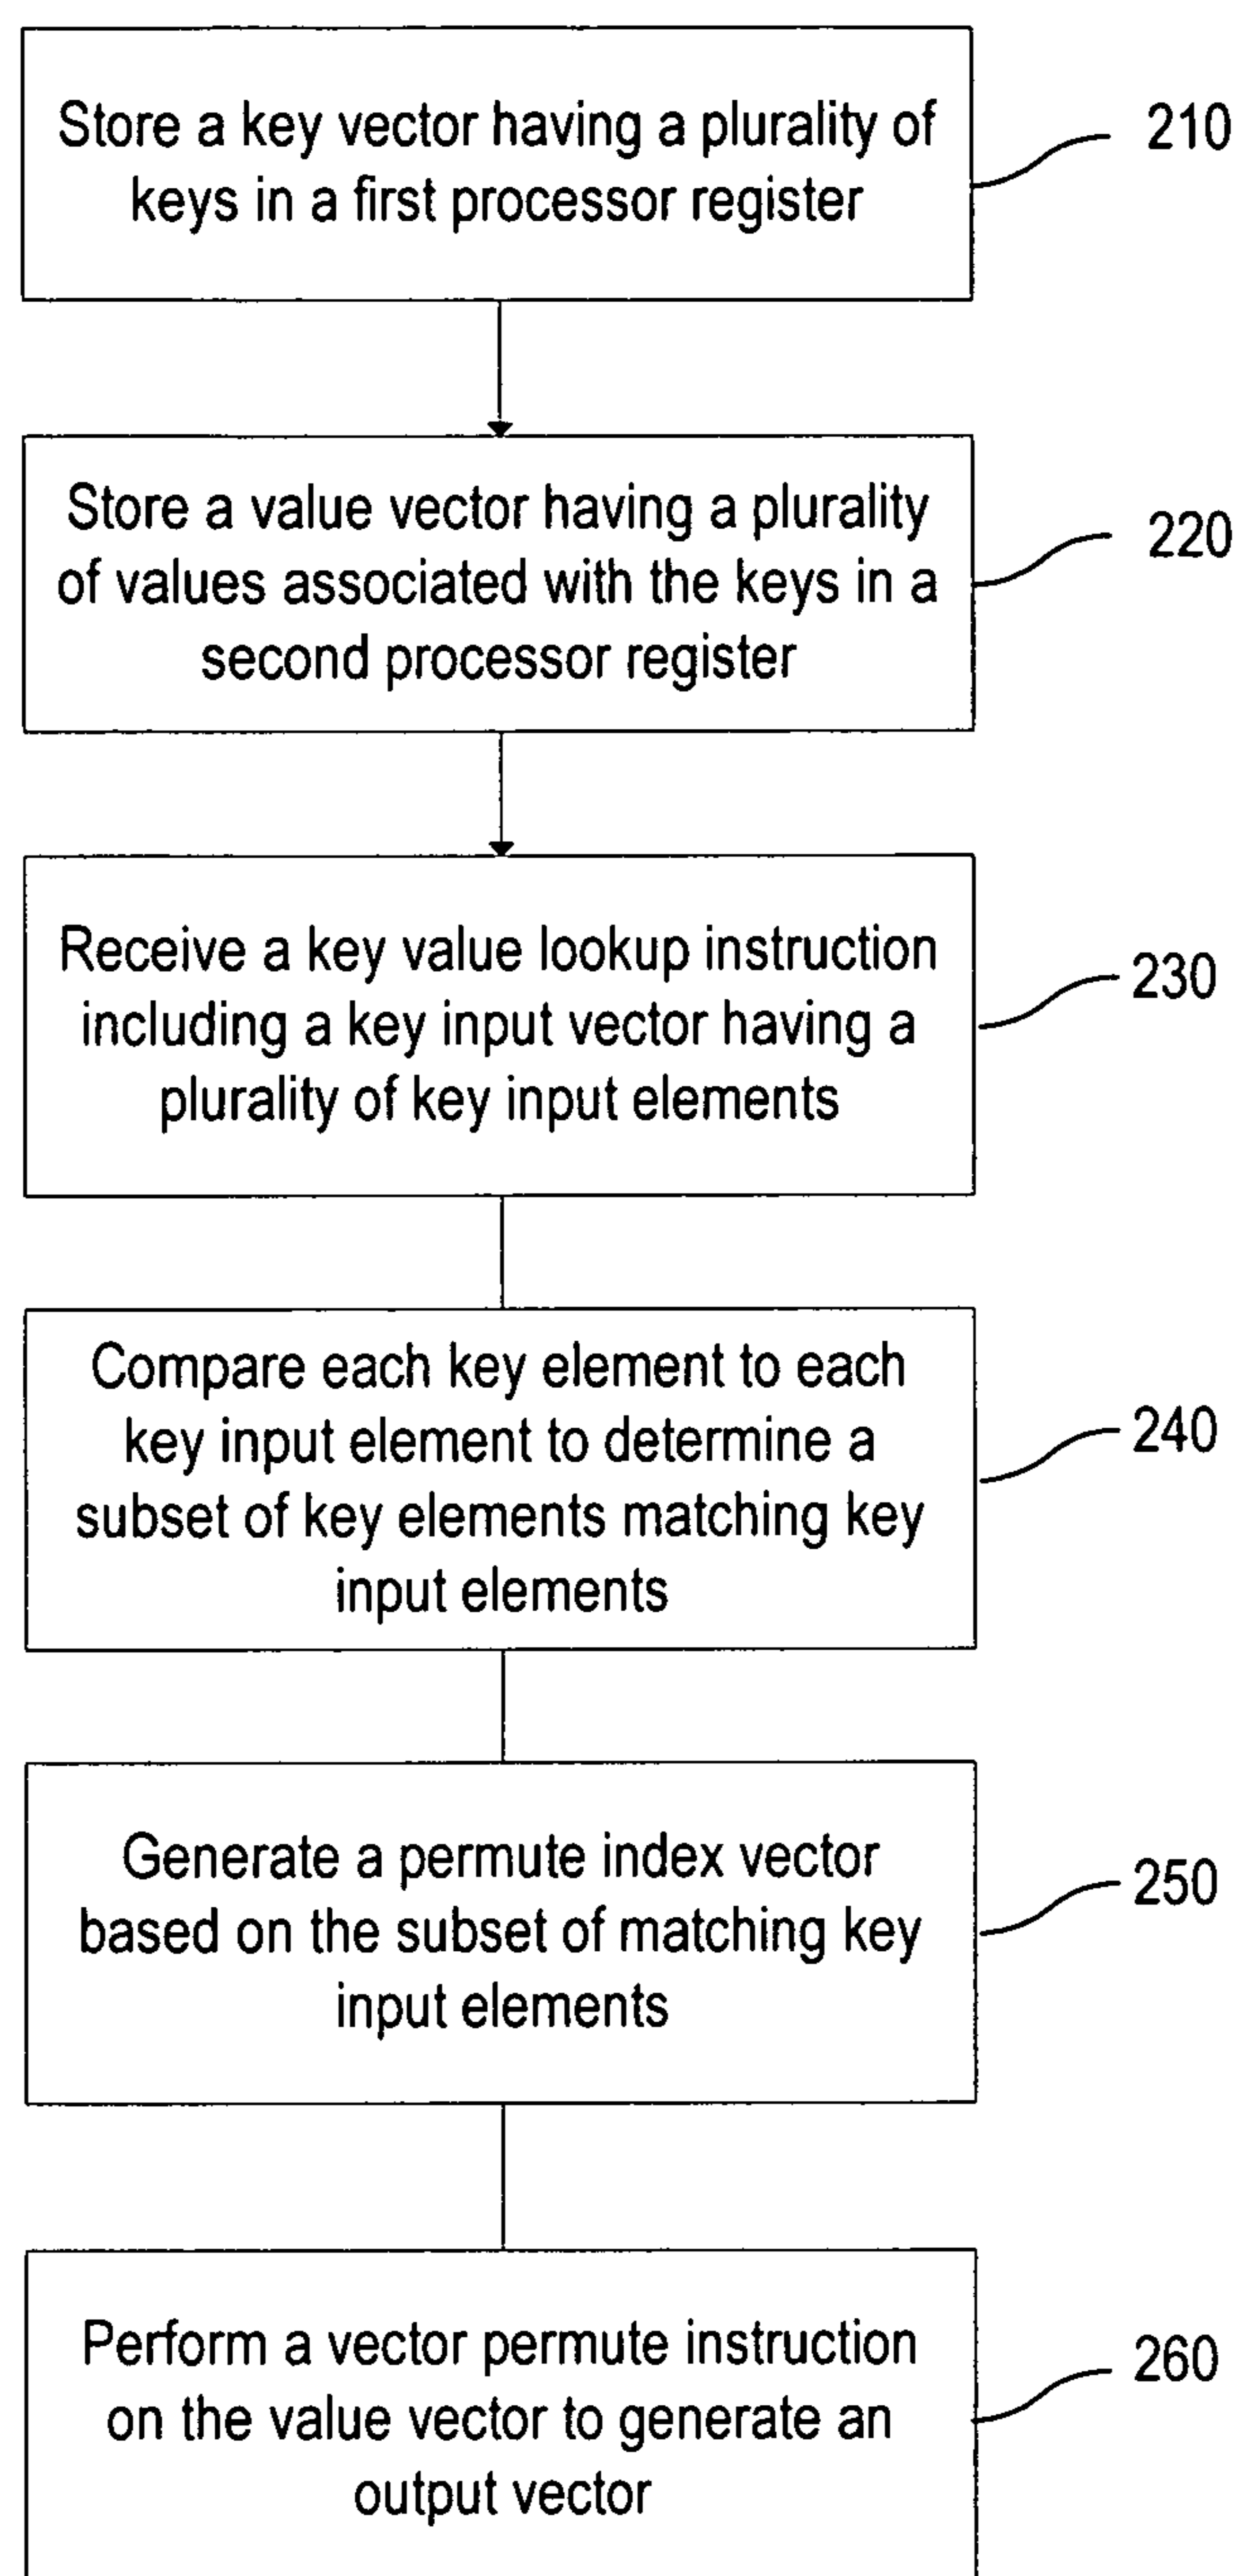 Store a key vector having a plurality of
keys in a first processor register
210
Store a value vector having a plurality
of values associated with the keys in a
second processor register
220
Receive a key value lookup instruction
including a key input vector having a
plurality of key input elements
230
Compare each key element to each
key input element to determine a
subset of key elements matching key
input elements
240
Generate a permute index vector
based on the subset of matching key
input elements
250
Perform a vector permute instruction
on the value vector to generate an
output vector
260